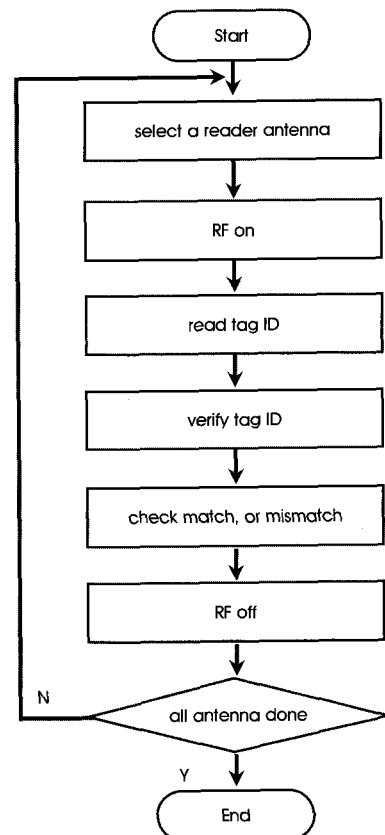 Start
select a reader antenna
RF on
read tag ID
verify tag ID
check match, or mismatch
RF off
N
all antenna done
Y
End